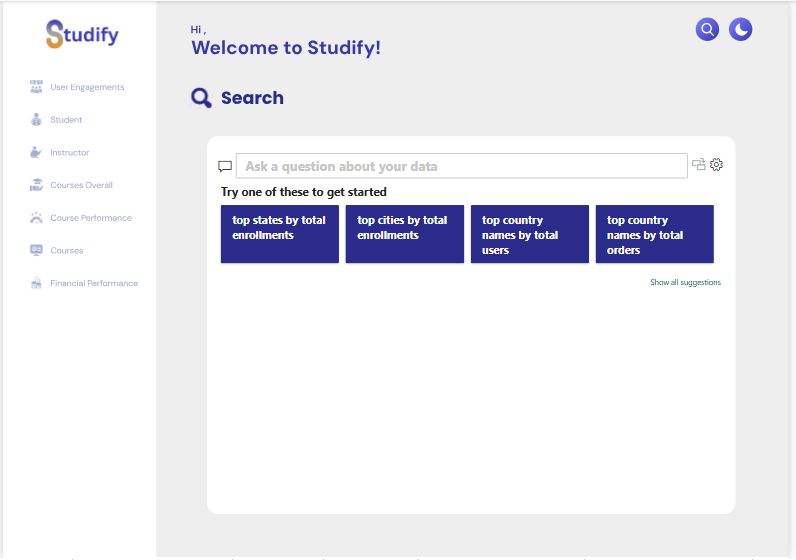 Studify
User Engagements
Student
Instructor
Courses Overall
Course Performance
Courses
Financial Performance
Hi ,
Welcome to Studify!
Search
Ask a question about your data
Try one of these to get started
top states by total
enrollments
top cities by total
enrollments
top country
names by total
users
top country
names by total
orders
Show all suggestions